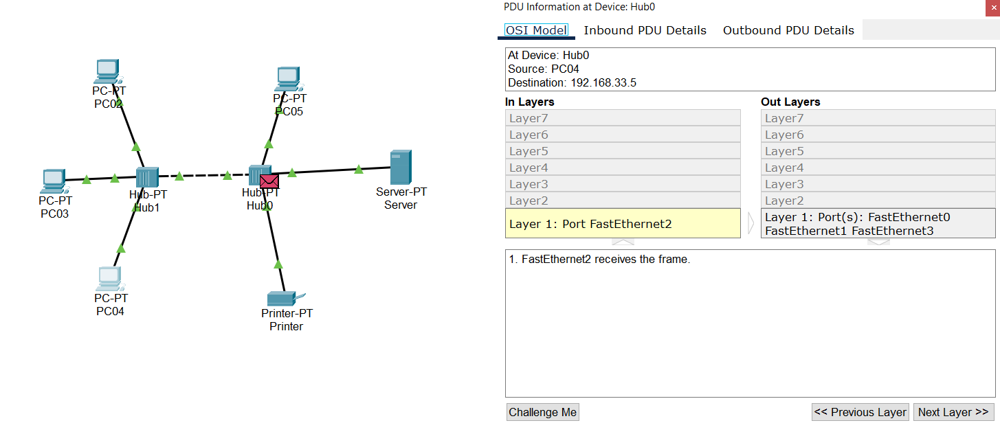 PC-PT
PC02
PC-PT
PC05
PC-PT
PC03
Hub-PT
Hub1
Hub-PT
Hub0
Server-PT
Server
PC-PT
PC04
Printer-PT
Printer
PDU Information at Device: Hub0
×
OSI Model Inbound PDU Details Outbound PDU Details
At Device: Hub0
Source: PC04
Destination: 192.168.33.5
In Layers
Layer7
Layer6
Layer5
Layer4
Layer3
Layer2
Layer 1: Port FastEthernet2
Out Layers
Layer7
Layer6
Layer5
Layer4
Layer3
Layer2
Layer 1: Port(s): FastEthernet0
FastEthernet1 FastEthernet3
1. FastEthernet2 receives the frame.
Challenge Me
<< Previous Layer
Next Layer >>